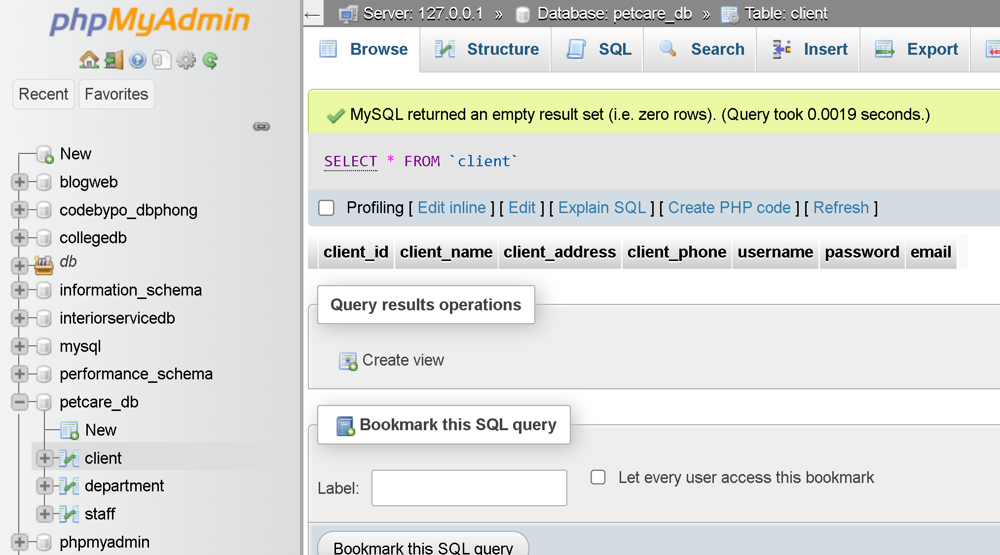 phpMyAdmin
Recent Favorites
New
blogweb
codebypo_dbphong
collegedb
db
information_schema
interiorservicedb
mysql
performance_schema
petcare_db
New
client
department
staff
phpmyadmin
← Server: 127.0.0.1 » Database: petcare_db » Table: client
Browse Structure SQL Search Insert Export
MySQL returned an empty result set (i.e. zero rows). (Query took 0.0019 seconds.)
SELECT * FROM `client`
Profiling [ Edit inline ] [ Edit ] [ Explain SQL ] [ Create PHP code ] [ Refresh ]
client_id client_name client_address client_phone username password email
Query results operations
Create view
Bookmark this SQL query
Label: Let every user access this bookmark
Bookmark this SQL query